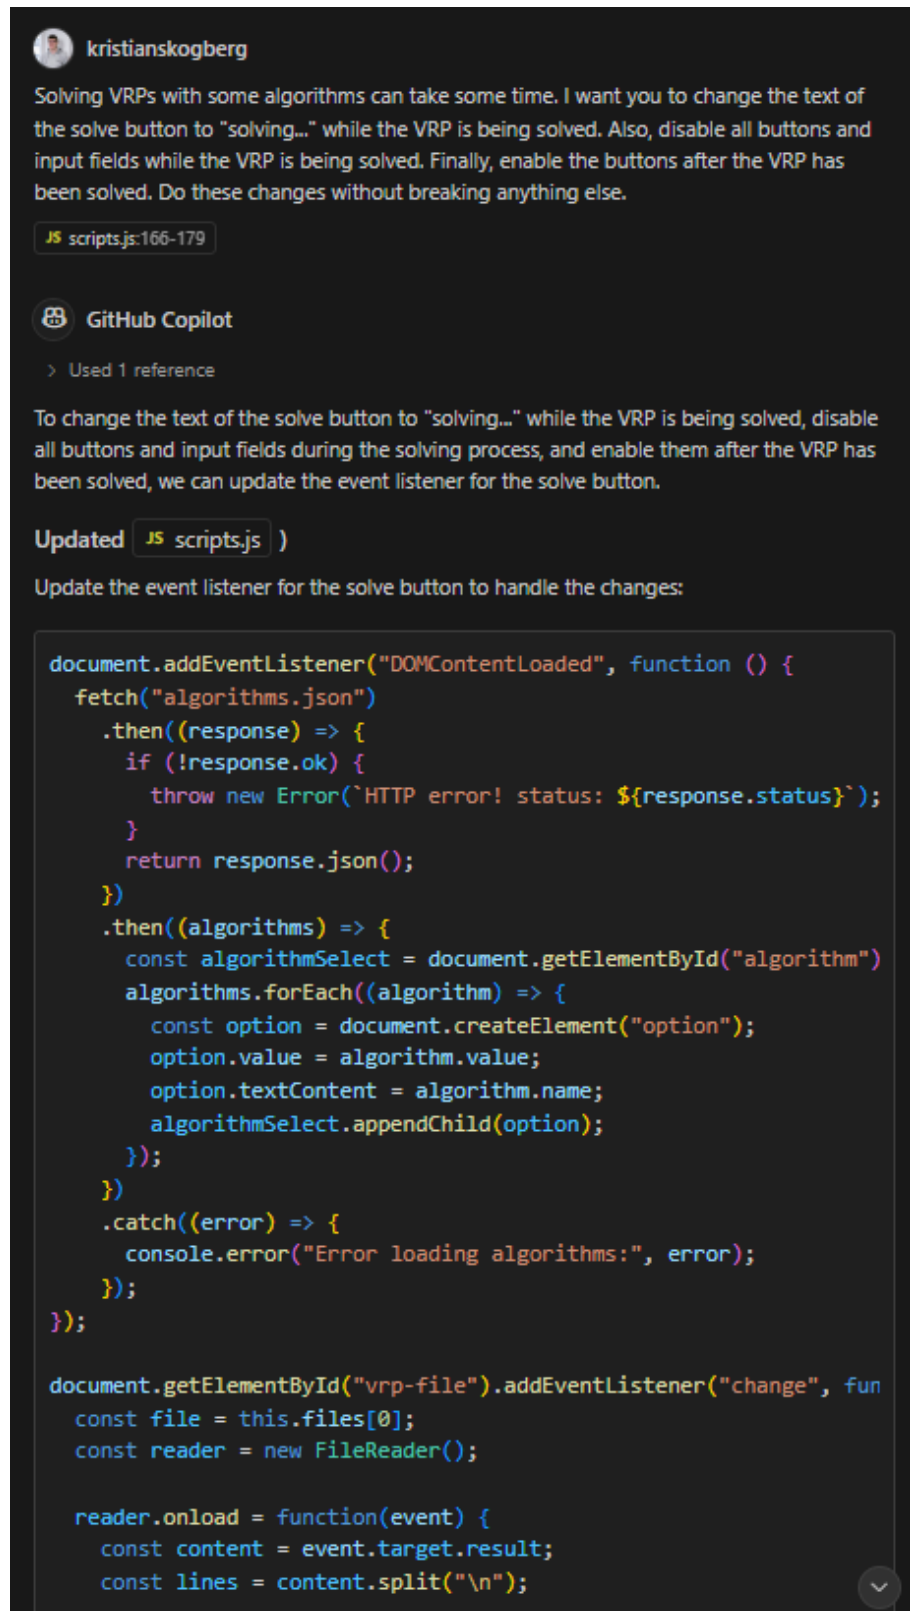 kristianskogberg
Solving VRPs with some algorithms can take some time. I want you to change the text of
the solve button to "solving..." while the VRP is being solved. Also, disable all buttons and
input fields while the VRP is being solved. Finally, enable the buttons after the VRP has
been solved. Do these changes without breaking anything else.
JS scripts.js:166-179
GitHub Copilot
> Used 1 reference
To change the text of the solve button to "solving..." while the VRP is being solved, disable
all buttons and input fields during the solving process, and enable them after the VRP has
been solved, we can update the event listener for the solve button.
Updated JS scripts.js )
Update the event listener for the solve button to handle the changes:
document.addEventListener("DOMContentLoaded", function () {
  fetch("algorithms.json")
    .then((response) => {
      if (!response.ok) {
        throw new Error(`HTTP error! status: ${response.status}`);
      }
      return response.json();
    })
    .then((algorithms) => {
      const algorithmSelect = document.getElementById("algorithm")
      algorithms.forEach((algorithm) => {
        const option = document.createElement("option");
        option.value = algorithm.value;
        option.textContent = algorithm.name;
        algorithmSelect.appendChild(option);
      });
    })
    .catch((error) => {
      console.error("Error loading algorithms:", error);
    });
});
document.getElementById("vrp-file").addEventListener("change", fun
  const file = this.files[0];
  const reader = new FileReader();
  reader.onload = function(event) {
    const content = event.target.result;
    const lines = content.split("\n");